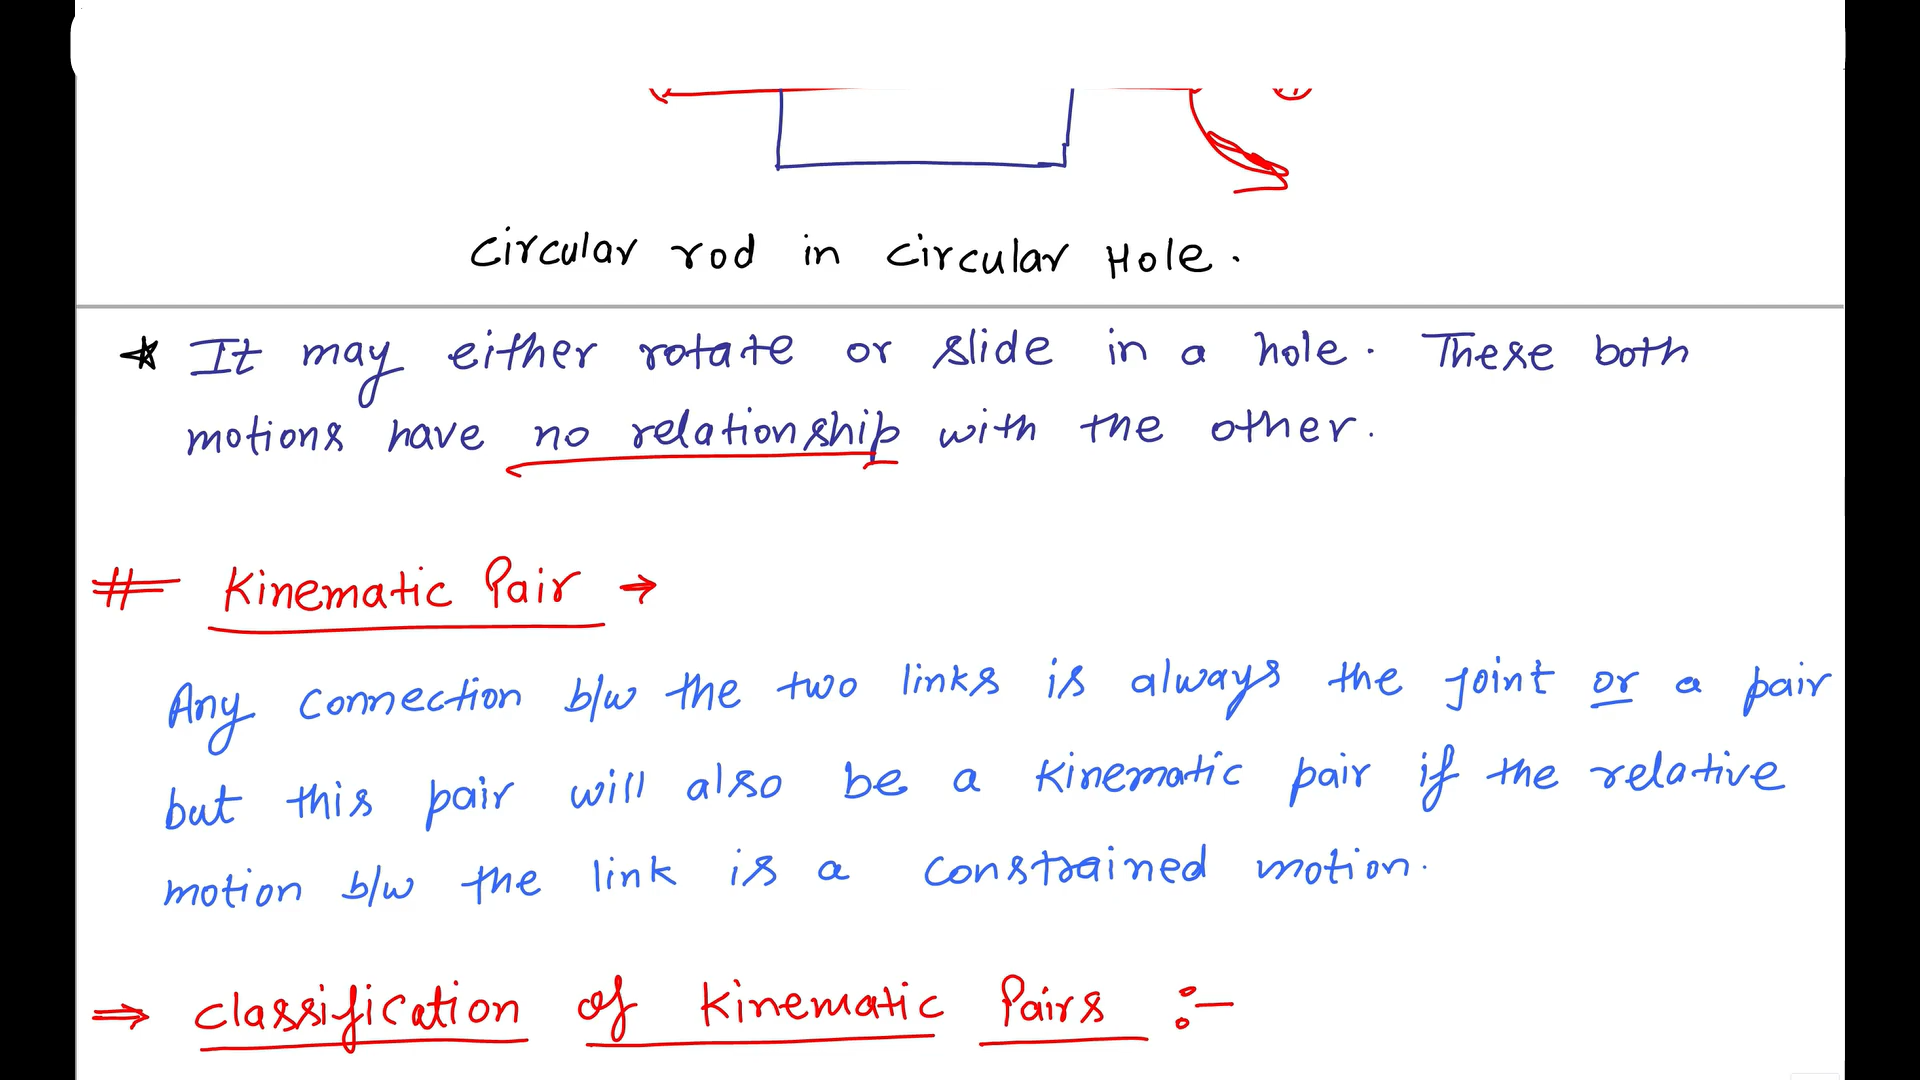 Circular rod in Circular Hole.
* It may either rotate or slide in a hole. These both
motions have no relationship with the other.
# Kinematic Pair →
Any connection b/w the two links is always the joint or a pair
but this pair will also be a kinematic pair if the relative
motion b/w the link is a constrained motion.
⇒ Classification of Kinematic Pairs :-